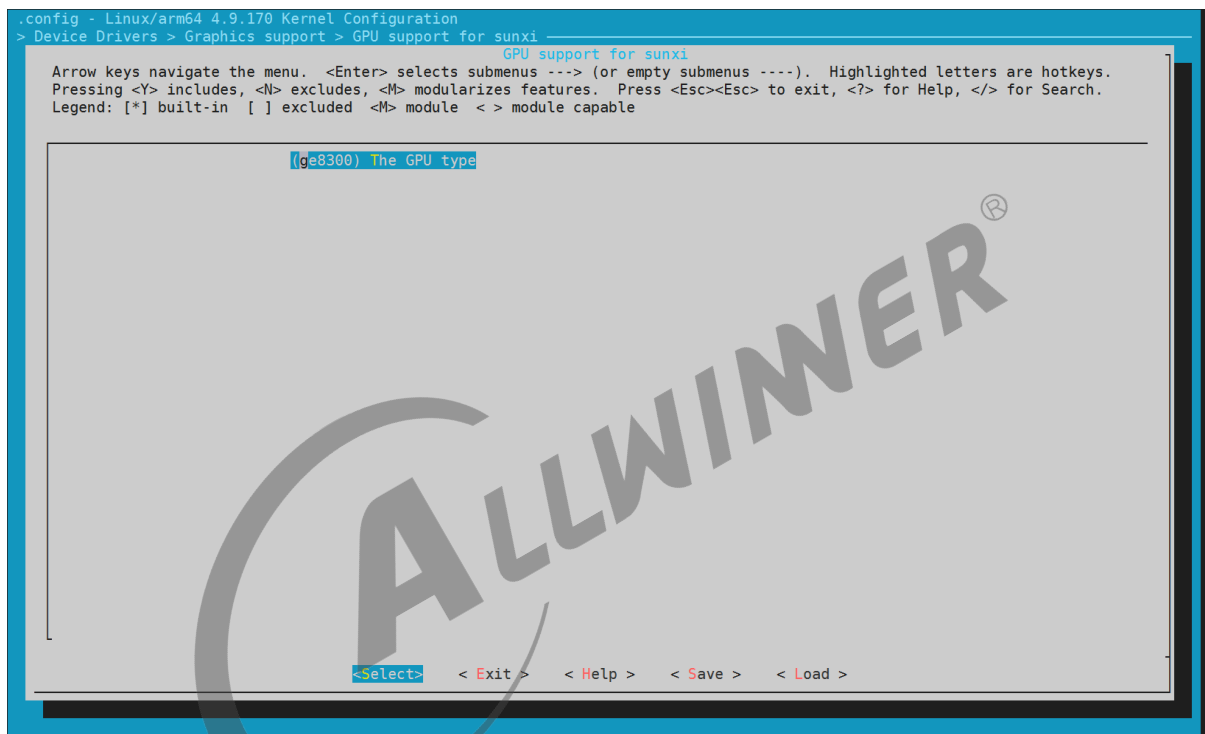 .config - Linux/arm64 4.9.170 Kernel Configuration
> Device Drivers > Graphics support > GPU support for sunxi
GPU support for sunxi
Arrow keys navigate the menu.  <Enter> selects submenus ---> (or empty submenus ----).  Highlighted letters are hotkeys.
Pressing <Y> includes, <N> excludes, <M> modularizes features.  Press <Esc><Esc> to exit, <?> for Help, </> for Search.
Legend: [*] built-in  [ ] excluded  <M> module  < > module capable
(ge8300) The GPU type
ALLWINNER®
<Select>    < Exit >    < Help >    < Save >    < Load >